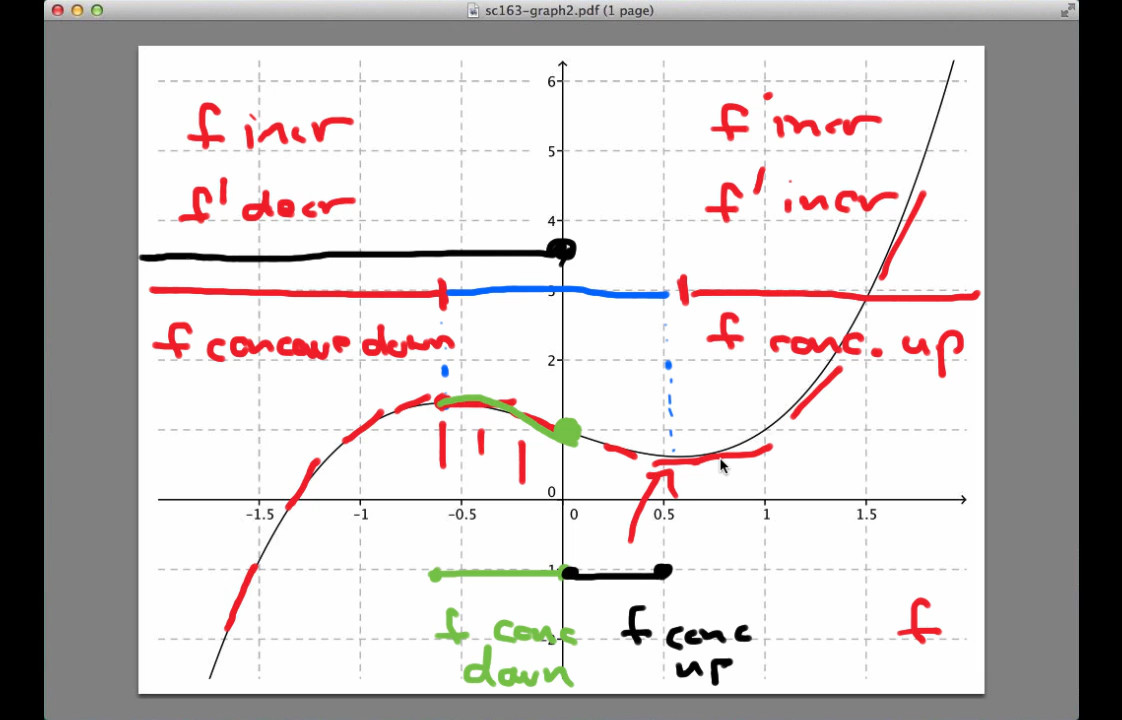 sc163-graph2.pdf (1 page)
f incr
f incr
f' decr
f' incr
f concave down
f conc. up
6
5
4
3
2
1
0
-1.5 -1 -0.5 0 0.5 1 1.5
f conc down
f conc up
f